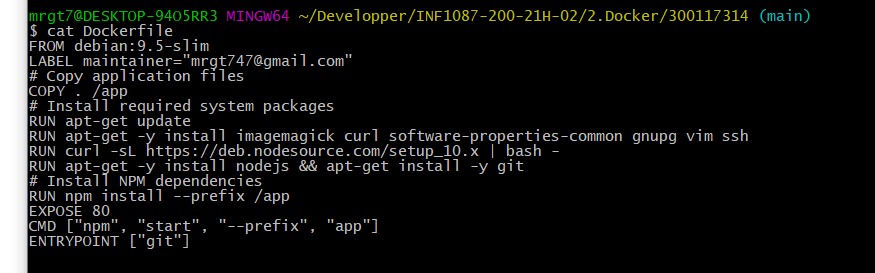 mrgt7@DESKTOP-94O5RR3 MINGW64 ~/Developper/INF1087-200-21H-02/2.Docker/300117314 (main)
$ cat Dockerfile
FROM debian:9.5-slim
LABEL maintainer="mrgt747@gmail.com"
# Copy application files
COPY . /app
# Install required system packages
RUN apt-get update
RUN apt-get -y install imagemagick curl software-properties-common gnupg vim ssh
RUN curl -sL https://deb.nodesource.com/setup_10.x | bash -
RUN apt-get -y install nodejs && apt-get install -y git
# Install NPM dependencies
RUN npm install --prefix /app
EXPOSE 80
CMD ["npm", "start", "--prefix", "app"]
ENTRYPOINT ["git"]